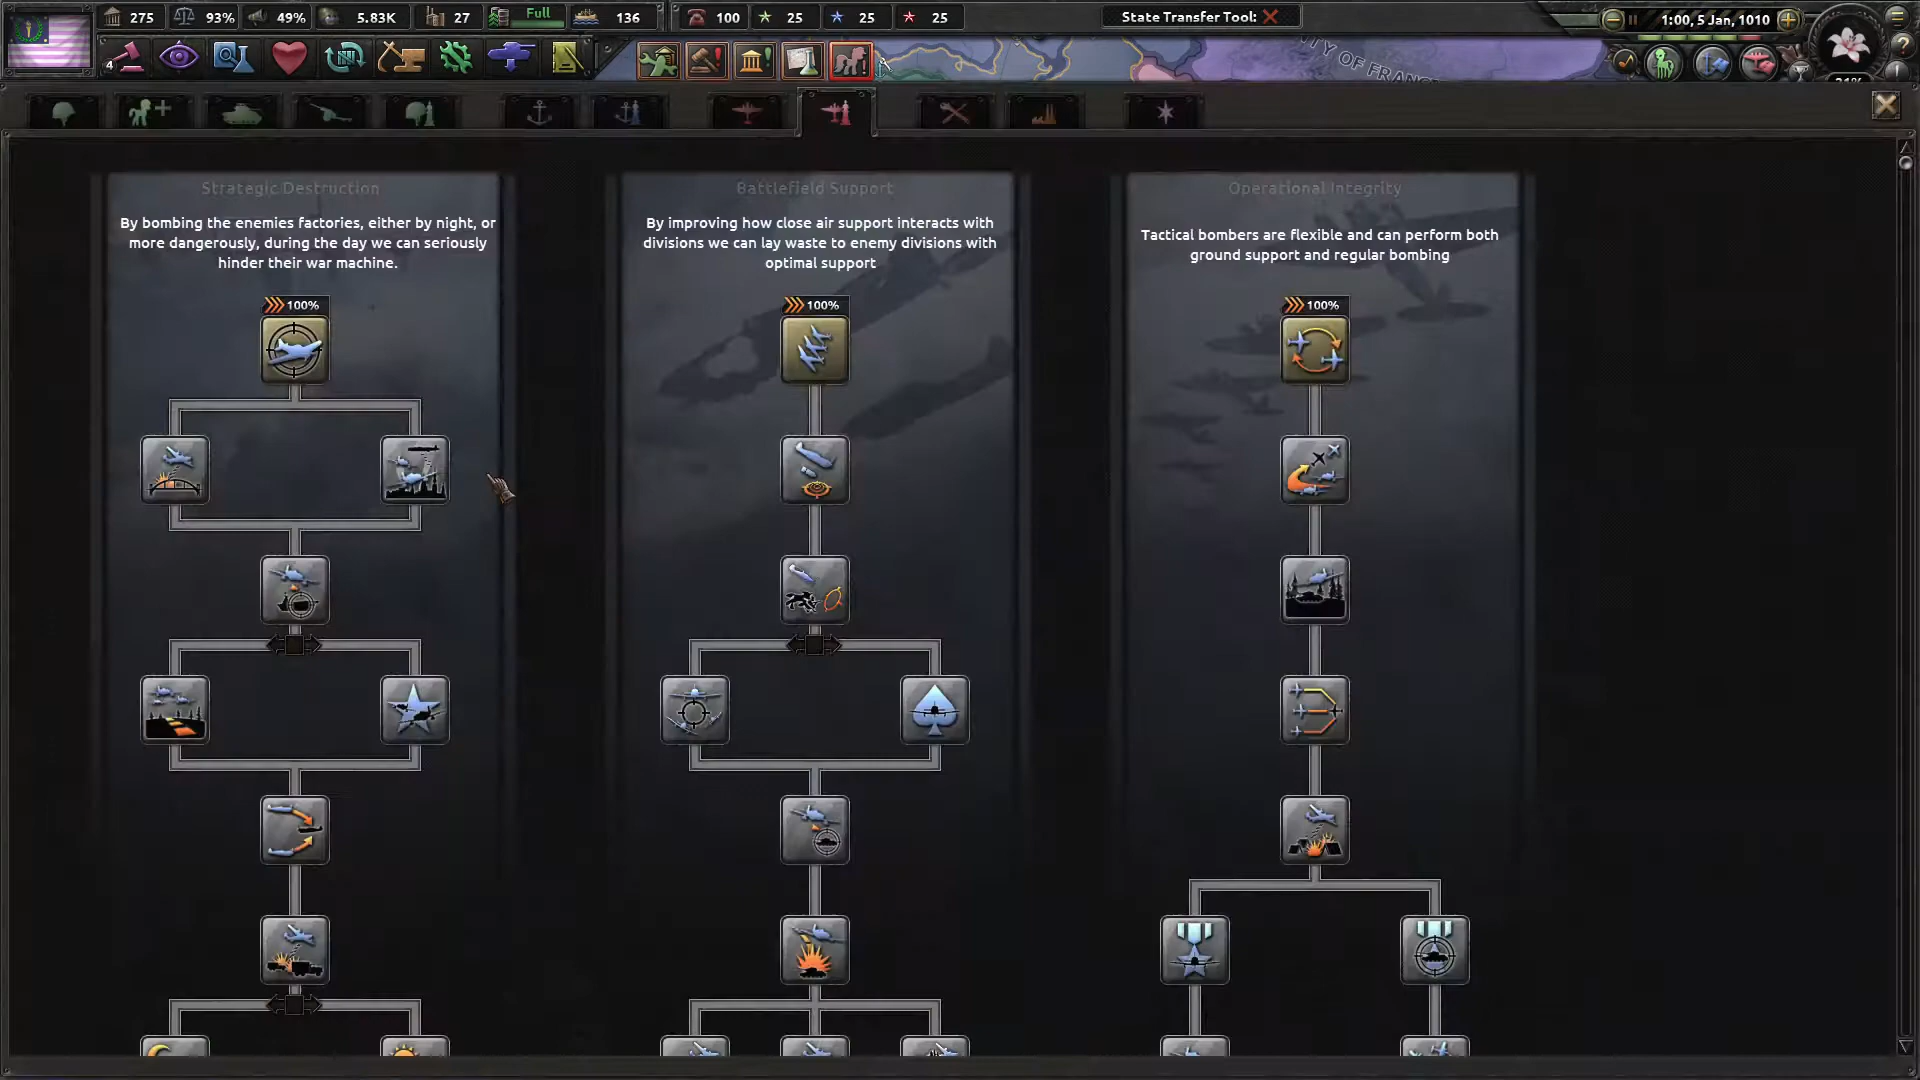 275
93%
49%
5.83K
27
Full
136
100
25
25
25
State Transfer Tool:
1:00, 5 Jan, 1010
4
TY OF FRANC
Strategic Destruction
By bombing the enemies factories, either by night, or
more dangerously, during the day we can seriously
hinder their war machine.
100%
Battlefield Support
By improving how close air support interacts with
divisions we can lay waste to enemy divisions with
optimal support
100%
Operational Integrity
Tactical bombers are flexible and can perform both
ground support and regular bombing
100%